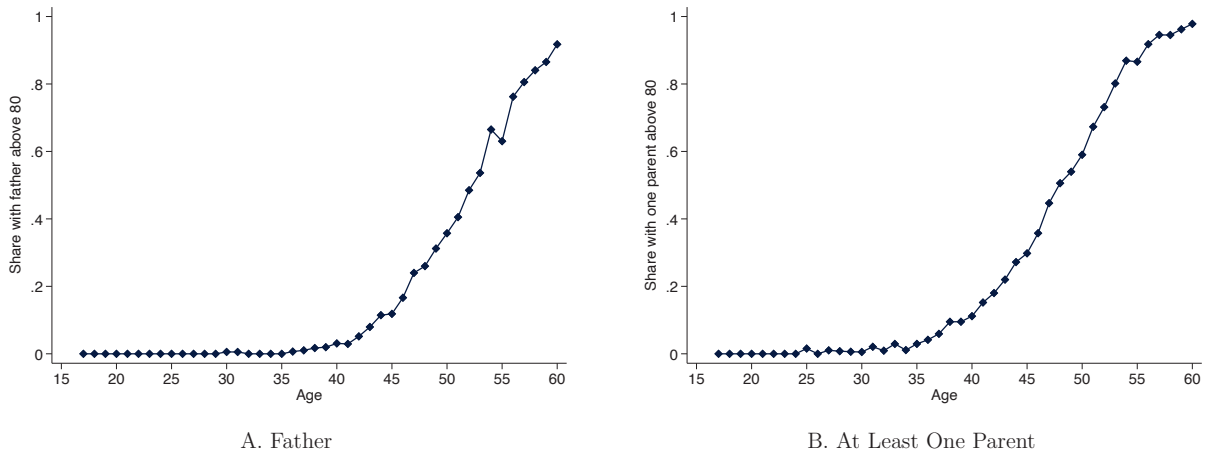 Share with father above 80
1
.8
.6
.4
.2
0
15 20 25 30 35 40 45 50 55 60
Age
A. Father
Share with one parent above 80
1
.8
.6
.4
.2
0
15 20 25 30 35 40 45 50 55 60
Age
B. At Least One Parent